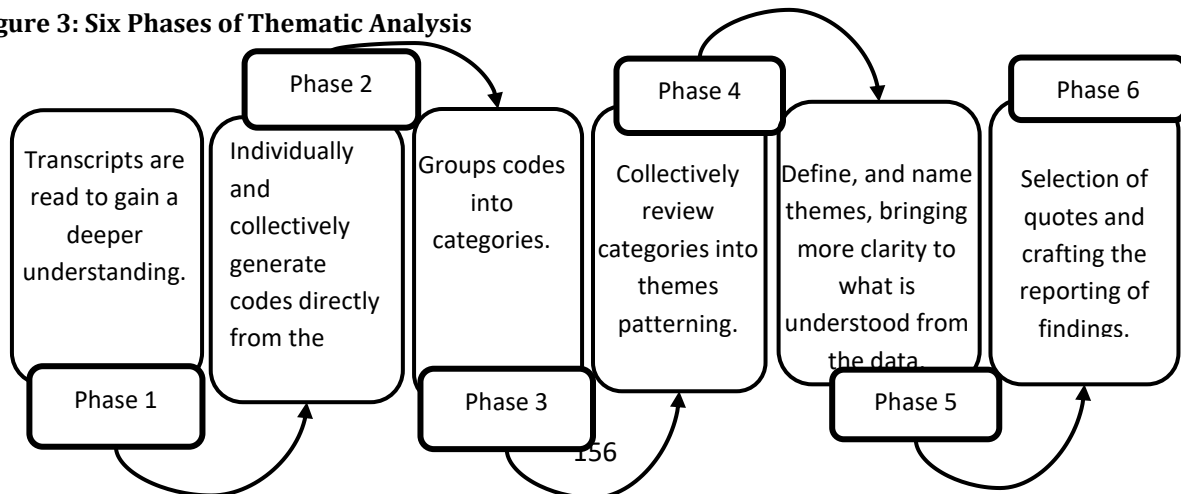 gure 3: Six Phases of Thematic Analysis
Phase 1
Transcripts are
read to gain a
deeper
understanding.
Phase 2
Individually
and
collectively
generate
codes directly
from the
Phase 3
Groups codes
into
categories.
Phase 4
Collectively
review
categories into
themes
patterning.
Phase 5
Define, and name
themes, bringing
more clarity to
what is
understood from
the data.
Phase 6
Selection of
quotes and
crafting the
reporting of
findings.
156